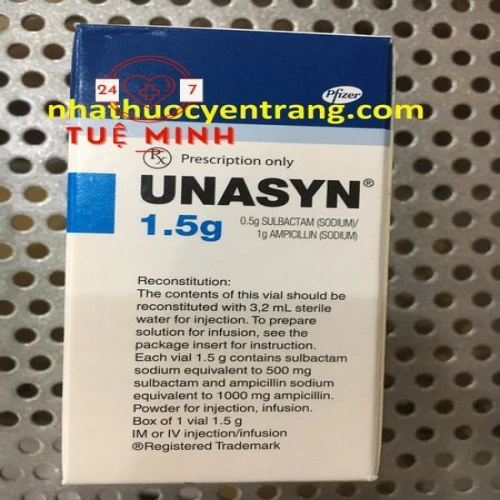 24 7
Pfizer
nhathuocyentrang.com
TUỆ MINH
Rx Prescription only
UNASYN®
1.5g
0.5g SULBACTAM (SODIUM)/
1g AMPICILLIN (SODIUM)
Reconstitution:
The contents of this vial should be
reconstituted with 3,2 mL sterile
water for injection. To prepare
solution for infusion, see the
package insert for instruction.
Each vial 1.5 g contains sulbactam
sodium equivalent to 500 mg
sulbactam and ampicillin sodium
equivalent to 1000 mg ampicillin.
Powder for injection, infusion.
Box of 1 vial 1.5 g
IM or IV injection/infusion
®Registered Trademark